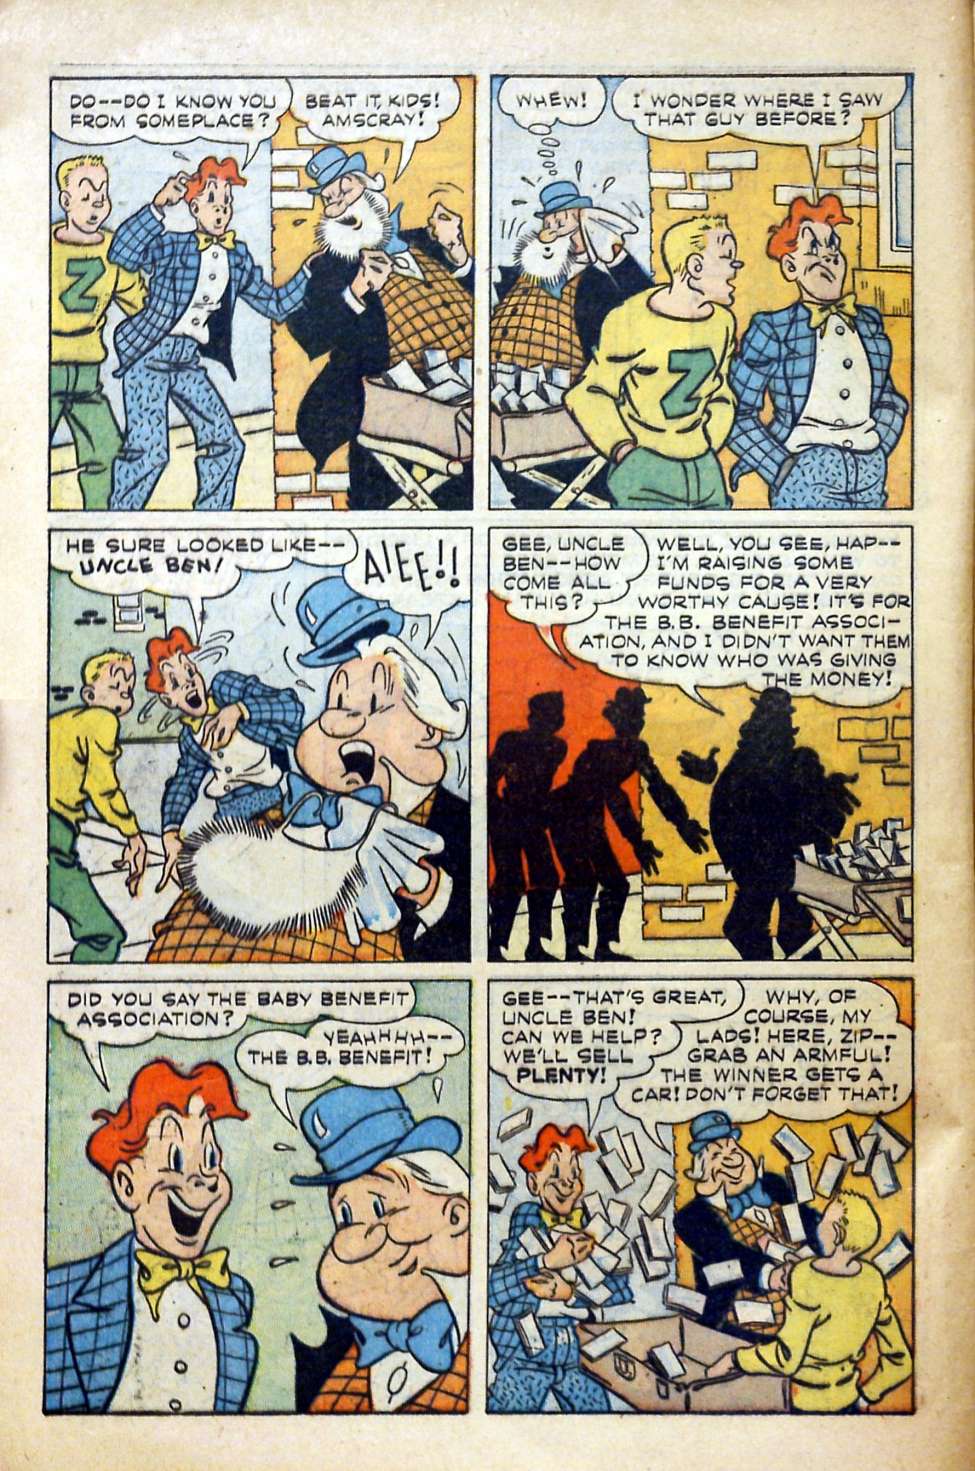 DO--DO I KNOW YOU
FROM SOMEPLACE?
BEAT IT, KIDS!
AMSCRAY!
Z
WHEW!
I WONDER WHERE I SAW
THAT GUY BEFORE?
Z
HE SURE LOOKED LIKE--
UNCLE BEN!
AIEE!!
GEE, UNCLE
BEN--HOW
COME ALL
THIS?
WELL, YOU SEE, HAP--
I'M RAISING SOME
FUNDS FOR A VERY
WORTHY CAUSE! IT'S FOR
THE B.B. BENEFIT ASSOCI-
ATION, AND I DIDN'T WANT THEM
TO KNOW WHO WAS GIVING
THE MONEY!
DID YOU SAY THE BABY BENEFIT
ASSOCIATION?
YEAHHHH--
THE B.B. BENEFIT!
GEE--THAT'S GREAT,
UNCLE BEN!
CAN WE HELP?
WE'LL SELL
PLENTY!
WHY, OF
COURSE, MY
LADS! HERE, ZIP--
GRAB AN ARMFUL!
THE WINNER GETS A
CAR! DON'T FORGET THAT!